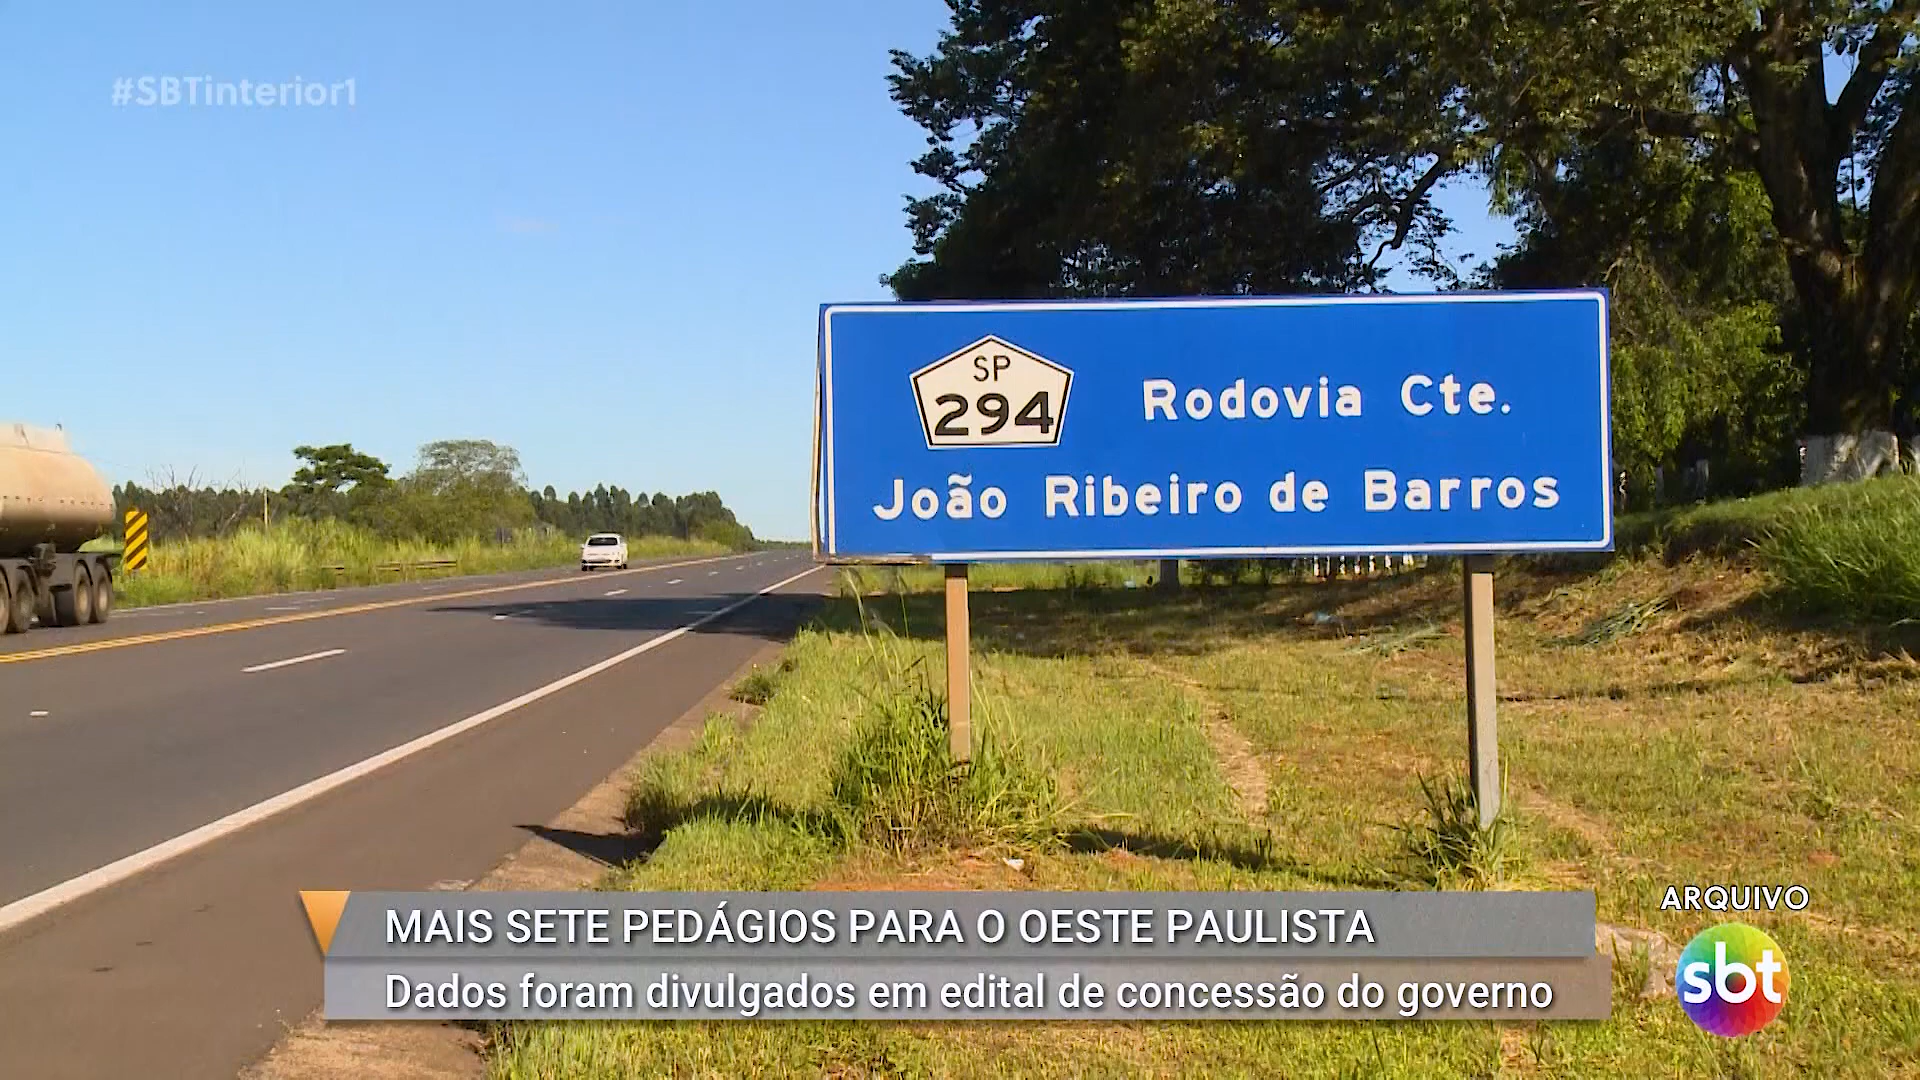 #SBTinterior1
SP
294
Rodovia Cte.
João Ribeiro de Barros
MAIS SETE PEDÁGIOS PARA O OESTE PAULISTA
Dados foram divulgados em edital de concessão do governo
ARQUIVO
sbt